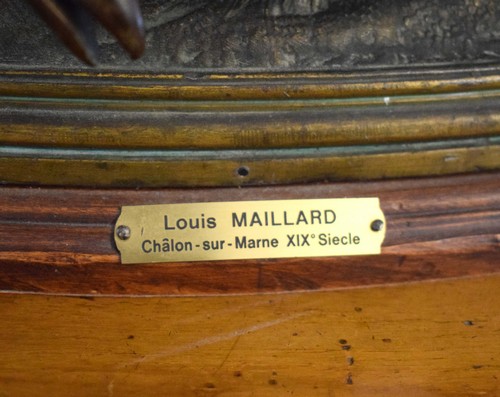 Louis MAILLARD
Châlon-sur-Marne XIX° Siecle